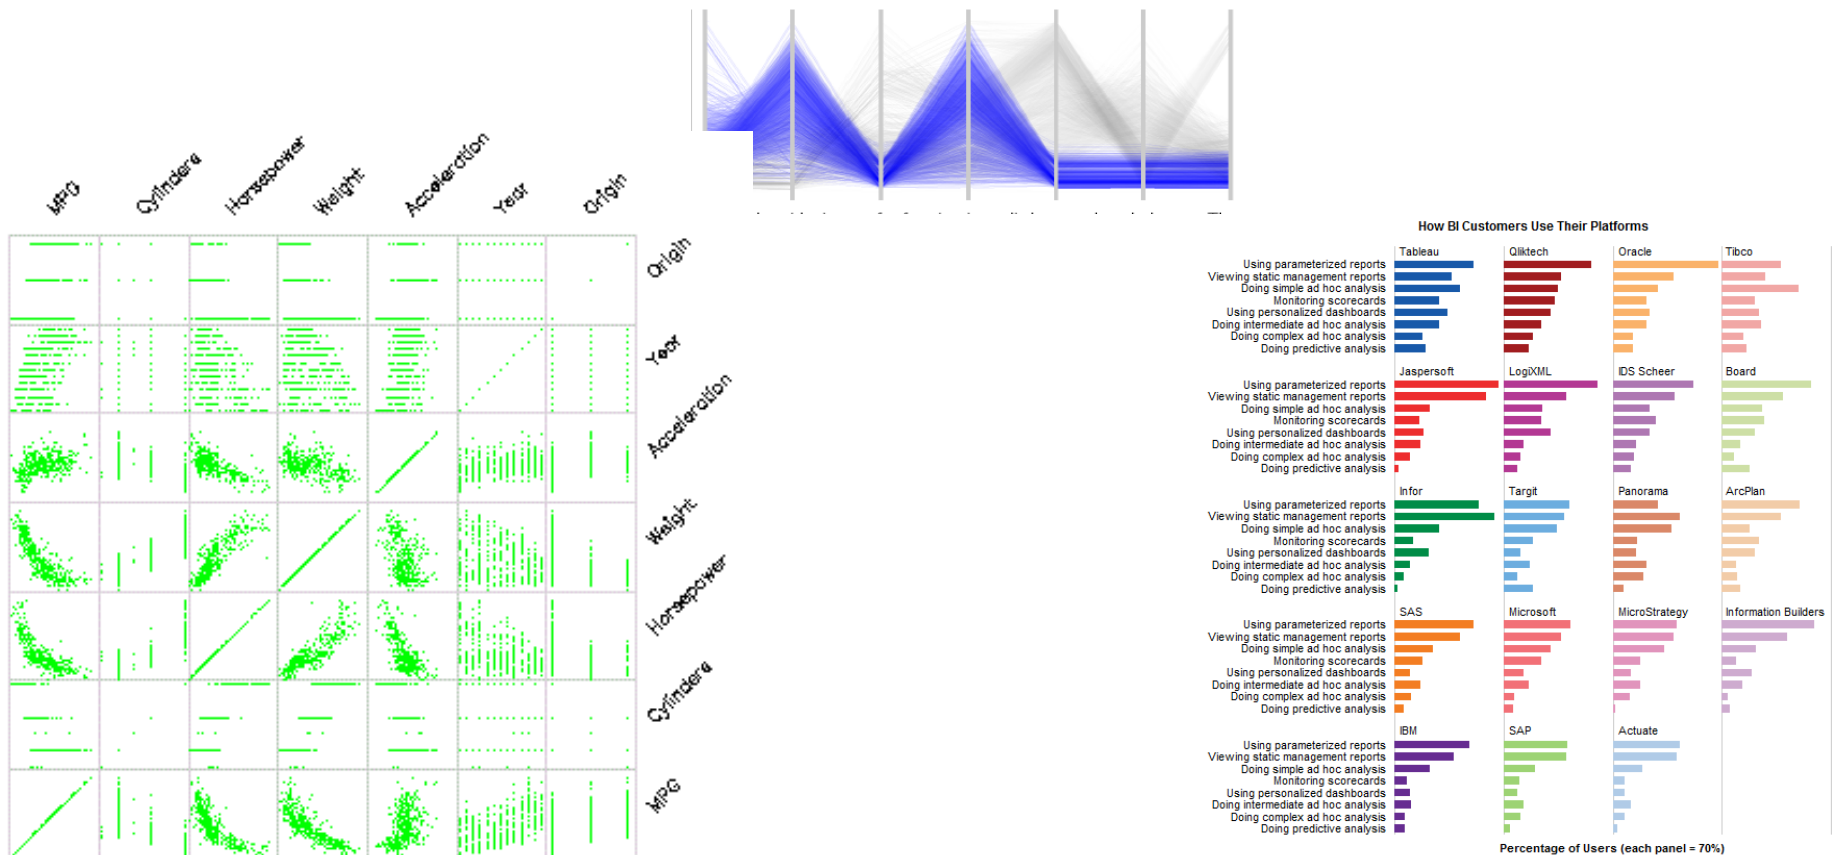 MPG
Cylinders
Horsepower
Weight
Acceleration
Year
Origin
Origin
Year
Acceleration
Weight
Horsepower
Cylinders
MPG
How BI Customers Use Their Platforms
Tableau Qliktech Oracle Tibco
Using parameterized reports
Viewing static management reports
Doing simple ad hoc analysis
Monitoring scorecards
Using personalized dashboards
Doing intermediate ad hoc analysis
Doing complex ad hoc analysis
Doing predictive analysis
Jaspersoft LogiXML IDS Scheer Board
Using parameterized reports
Viewing static management reports
Doing simple ad hoc analysis
Monitoring scorecards
Using personalized dashboards
Doing intermediate ad hoc analysis
Doing complex ad hoc analysis
Doing predictive analysis
Infor Targit Panorama ArcPlan
Using parameterized reports
Viewing static management reports
Doing simple ad hoc analysis
Monitoring scorecards
Using personalized dashboards
Doing intermediate ad hoc analysis
Doing complex ad hoc analysis
Doing predictive analysis
SAS Microsoft MicroStrategy Information Builders
Using parameterized reports
Viewing static management reports
Doing simple ad hoc analysis
Monitoring scorecards
Using personalized dashboards
Doing intermediate ad hoc analysis
Doing complex ad hoc analysis
Doing predictive analysis
IBM SAP Actuate
Using parameterized reports
Viewing static management reports
Doing simple ad hoc analysis
Monitoring scorecards
Using personalized dashboards
Doing intermediate ad hoc analysis
Doing complex ad hoc analysis
Doing predictive analysis
Percentage of Users (each panel = 70%)